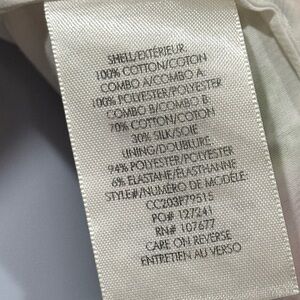 SHELL/EXTÉRIEUR
100% COTTON/COTON
COMBO A/COMBO A:
100% POLYESTER/POLYESTER
COMBO B/COMBO B:
70% COTTON/COTON
30% SILK/SOIE
LINING/DOUBLURE:
94% POLYESTER/POLYESTER
6% ELASTANE/ÉLASTHANNE
STYLE#/NUMÉRO DE MODÈLE:
CC203P79515
PO# 127241
RN# 107677
CARE ON REVERSE
ENTRETIEN AU VERSO